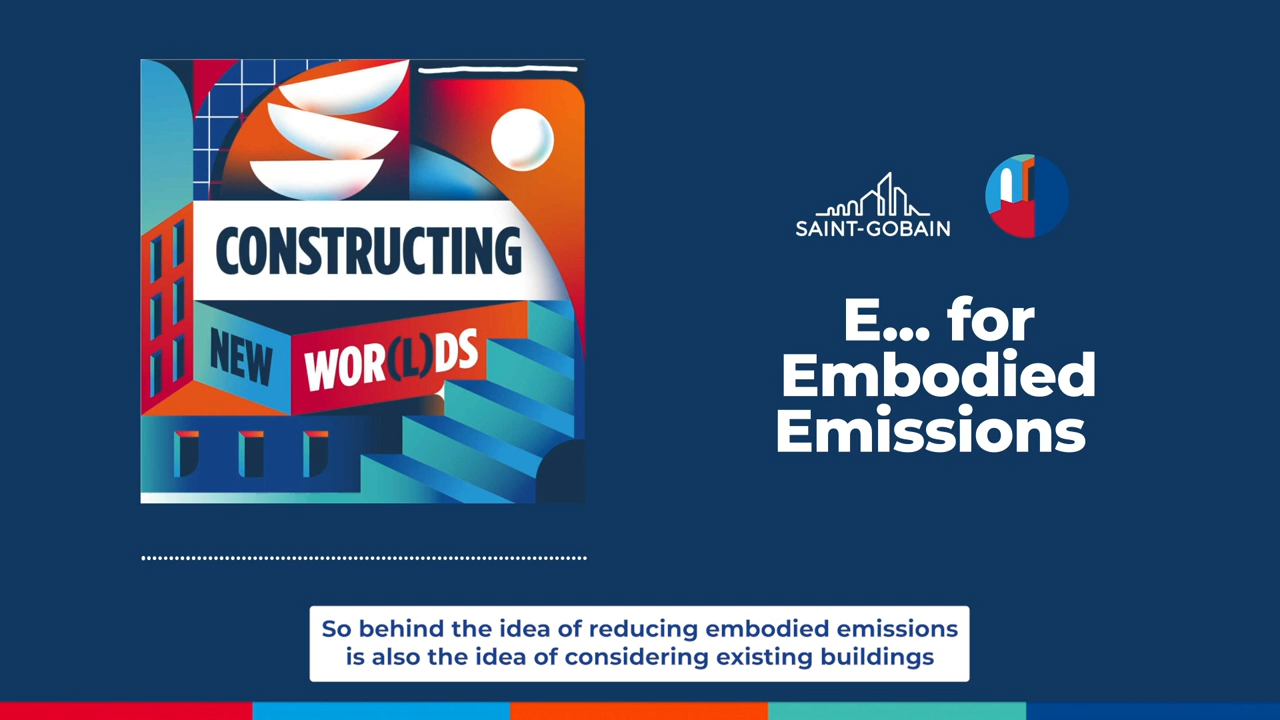 CONSTRUCTING
NEW WOR(L)DS
SAINT-GOBAIN
E... for
Embodied
Emissions
So behind the idea of reducing embodied emissions
is also the idea of considering existing buildings